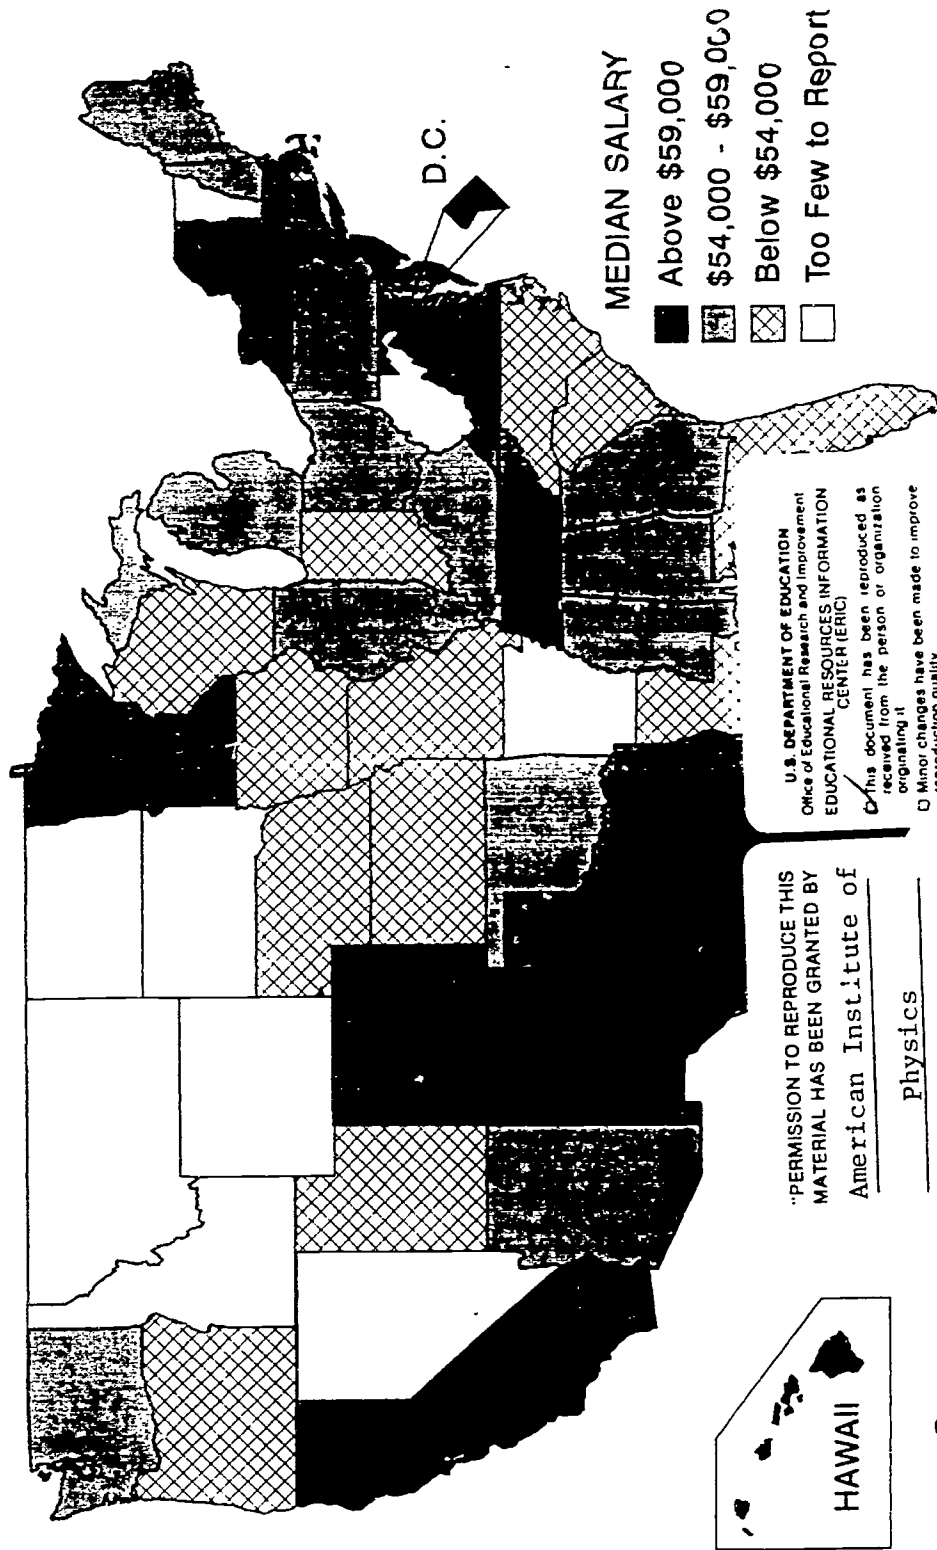 D.C.
MEDIAN SALARY
Above $59,000
$54,000 - $59,000
Below $54,000
Too Few to Report
HAWAII
"PERMISSION TO REPRODUCE THIS
MATERIAL HAS BEEN GRANTED BY
American Institute of
Physics
U.S. DEPARTMENT OF EDUCATION
Office of Educational Research and Improvement
EDUCATIONAL RESOURCES INFORMATION
CENTER (ERIC)
This document has been reproduced as
received from the person or organization
originating it
Minor changes have been made to improve
reproduction quality